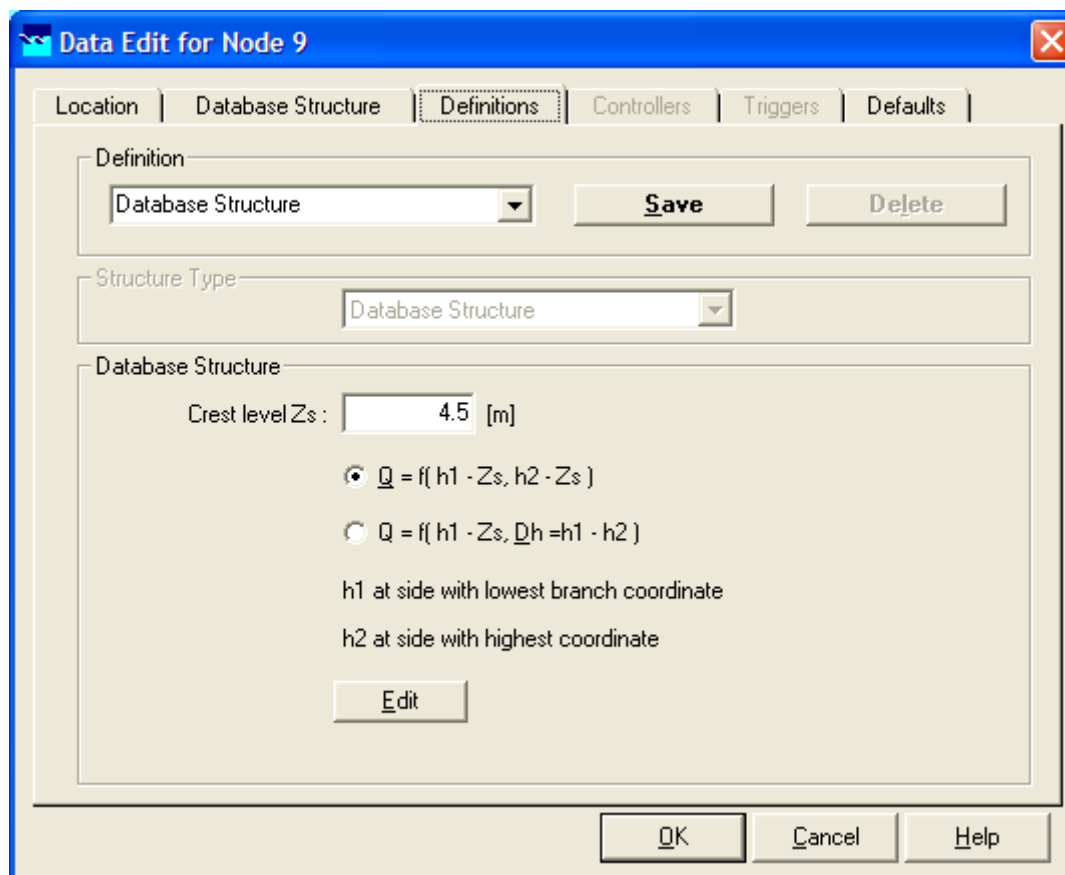 Data Edit for Node 9
Location Database Structure Definitions Controllers Triggers Defaults
Definition
Database Structure Save Delete
Structure Type
Database Structure
Database Structure
Crest level Zs : 4.5 [m]
Q = f( h1 - Zs, h2 - Zs )
Q = f( h1 - Zs, Dh =h1 - h2 )
h1 at side with lowest branch coordinate
h2 at side with highest coordinate
Edit
OK Cancel Help